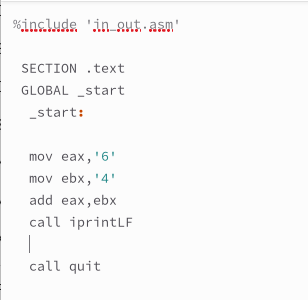 %include 'in_out.asm'
SECTION .text
GLOBAL _start
_start:
mov eax,'6'
mov ebx,'4'
add eax,ebx
call iprintLF
call quit